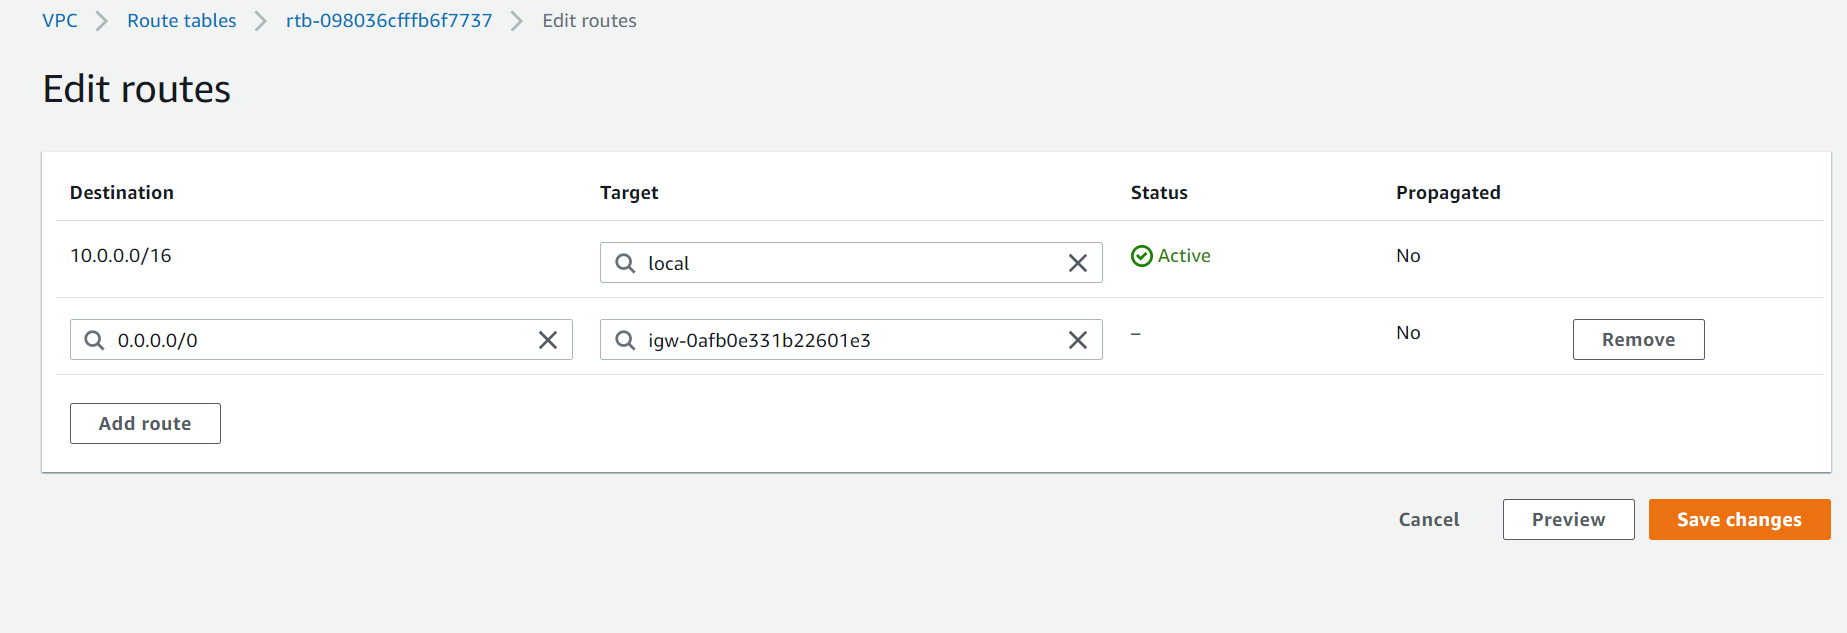 VPC > Route tables > rtb-098036cfffb6f7737 > Edit routes
Edit routes
Destination Target Status Propagated
10.0.0.0/16 local Active No
0.0.0.0/0 igw-0afb0e331b22601e3 – No Remove
Add route
Cancel Preview Save changes